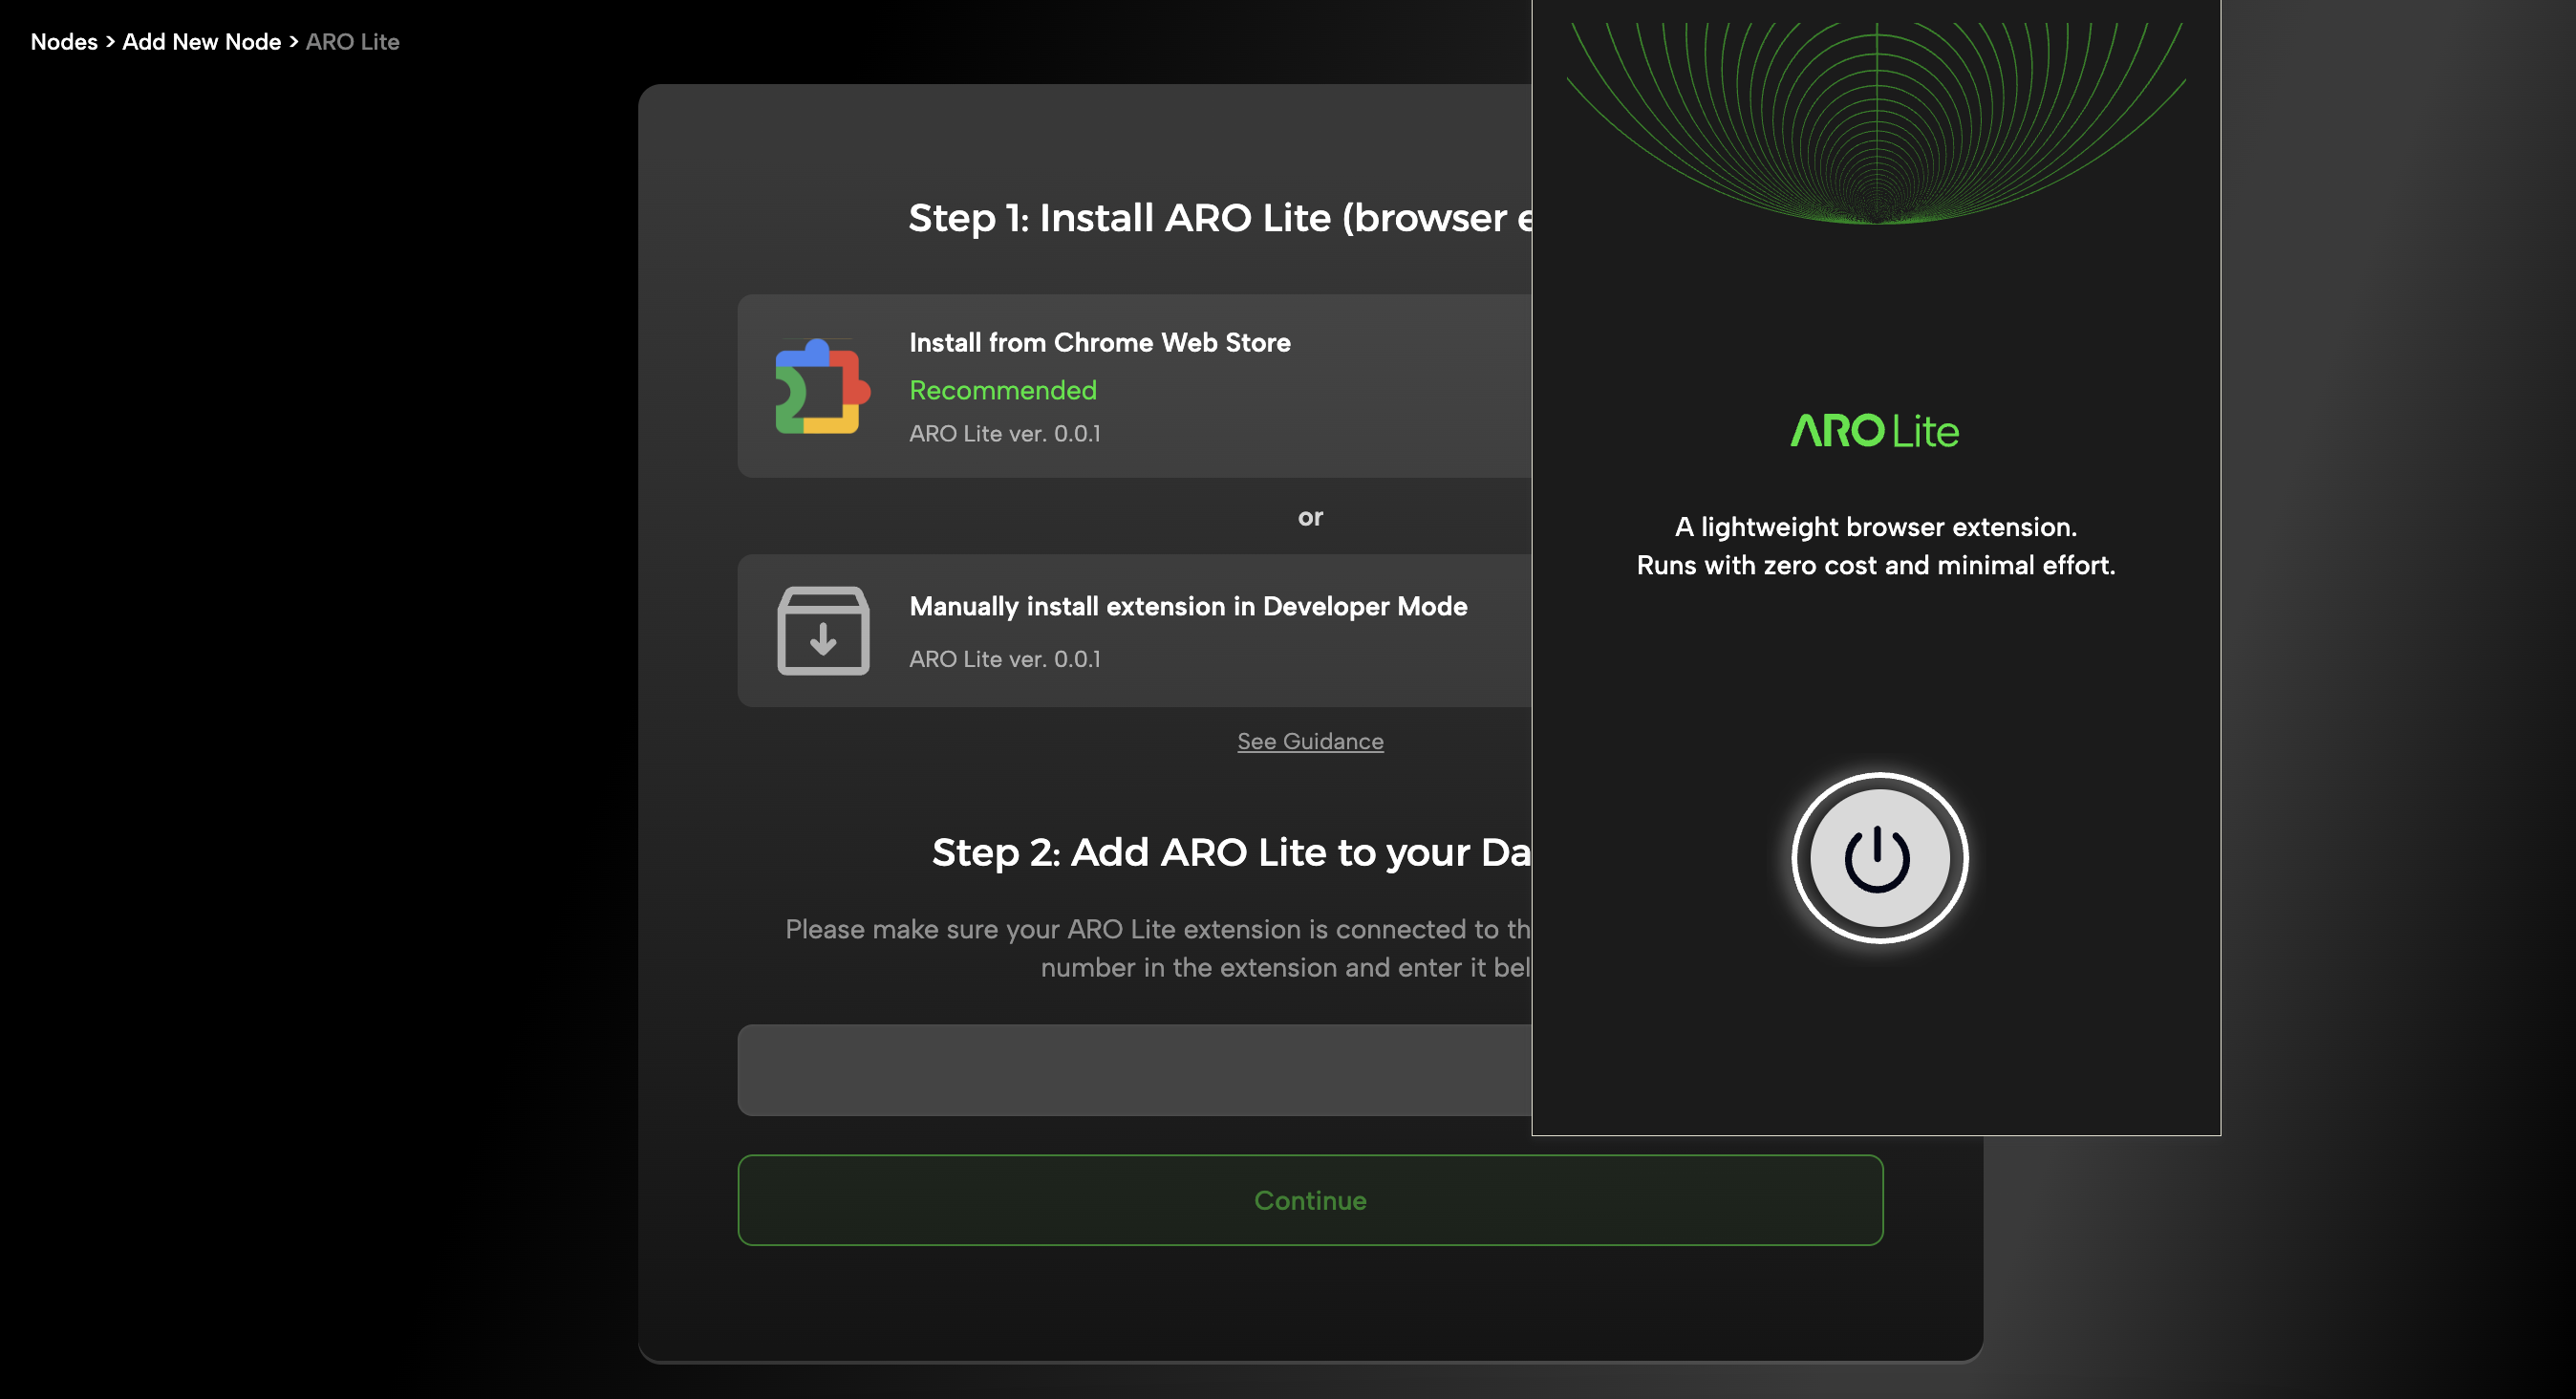 Nodes > Add New Node > ARO Lite
Step 1: Install ARO Lite (browser e
Install from Chrome Web Store
Recommended
ARO Lite ver. 0.0.1
or
Manually install extension in Developer Mode
ARO Lite ver. 0.0.1
See Guidance
Step 2: Add ARO Lite to your Da
Please make sure your ARO Lite extension is connected to th
number in the extension and enter it bel
Continue
ARO Lite
A lightweight browser extension.
Runs with zero cost and minimal effort.